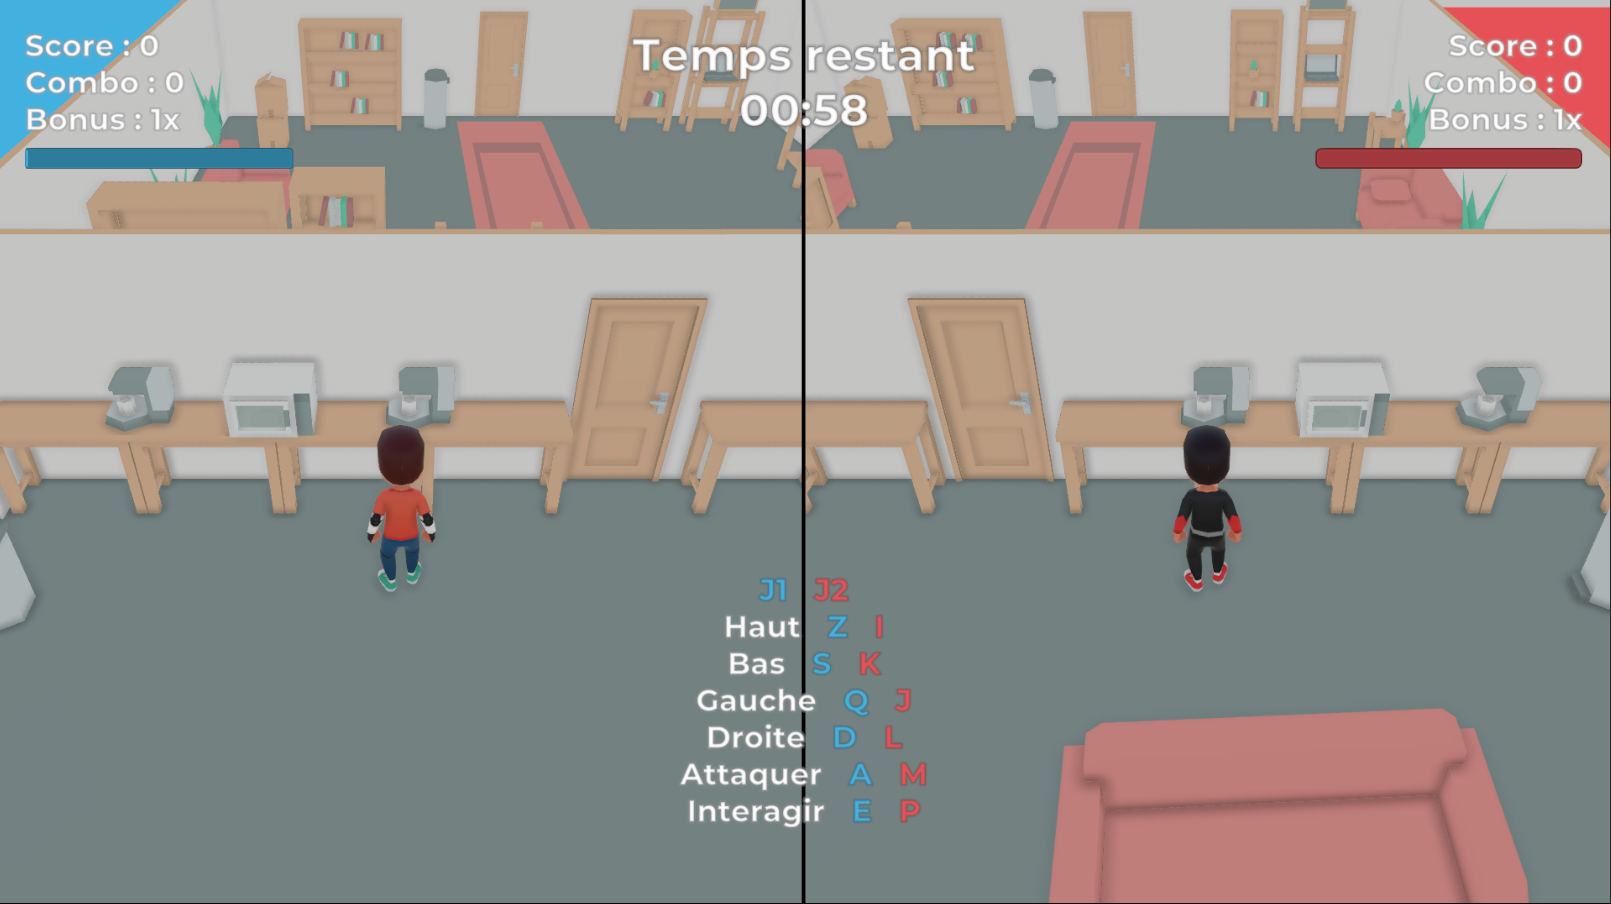 Score : 0
Combo : 0
Bonus : 1x
Temps restant
00:58
Score : 0
Combo : 0
Bonus : 1x
J1 J2
Haut Z I
Bas S K
Gauche Q J
Droite D L
Attaquer A M
Interagir E P